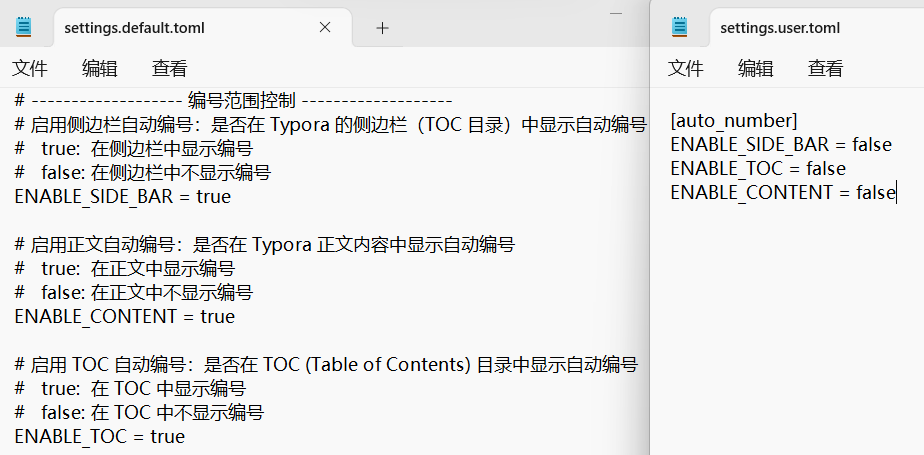 settings.default.toml
文件 编辑 查看
# ------------------- 编号范围控制 -------------------
# 启用侧边栏自动编号：是否在 Typora 的侧边栏（TOC 目录）中显示自动编号
#   true:  在侧边栏中显示编号
#   false: 在侧边栏中不显示编号
ENABLE_SIDE_BAR = true
# 启用正文自动编号：是否在 Typora 正文内容中显示自动编号
#   true:  在正文中显示编号
#   false: 在正文中不显示编号
ENABLE_CONTENT = true
# 启用 TOC 自动编号：是否在 TOC (Table of Contents) 目录中显示自动编号
#   true:  在 TOC 中显示编号
#   false: 在 TOC 中不显示编号
ENABLE_TOC = true
settings.user.toml
文件 编辑 查看
[auto_number]
ENABLE_SIDE_BAR = false
ENABLE_TOC = false
ENABLE_CONTENT = false